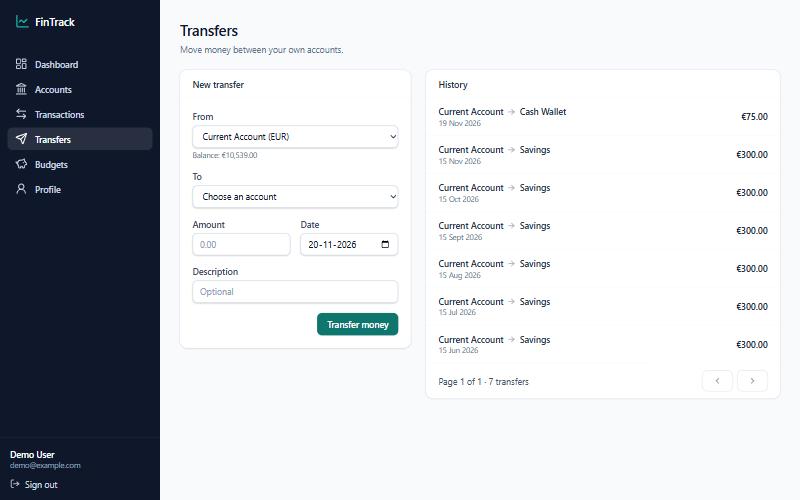 FinTrack
Dashboard
Accounts
Transactions
Transfers
Budgets
Profile
Demo User
demo@example.com
Sign out
Transfers
Move money between your own accounts.
New transfer
From
Current Account (EUR)
Balance: €10,539.00
To
Choose an account
Amount
Date
0.00
20-11-2026
Description
Optional
Transfer money
History
Current Account → Cash Wallet
19 Nov 2026
€75.00
Current Account → Savings
15 Nov 2026
€300.00
Current Account → Savings
15 Oct 2026
€300.00
Current Account → Savings
15 Sept 2026
€300.00
Current Account → Savings
15 Aug 2026
€300.00
Current Account → Savings
15 Jul 2026
€300.00
Current Account → Savings
15 Jun 2026
€300.00
Page 1 of 1 · 7 transfers